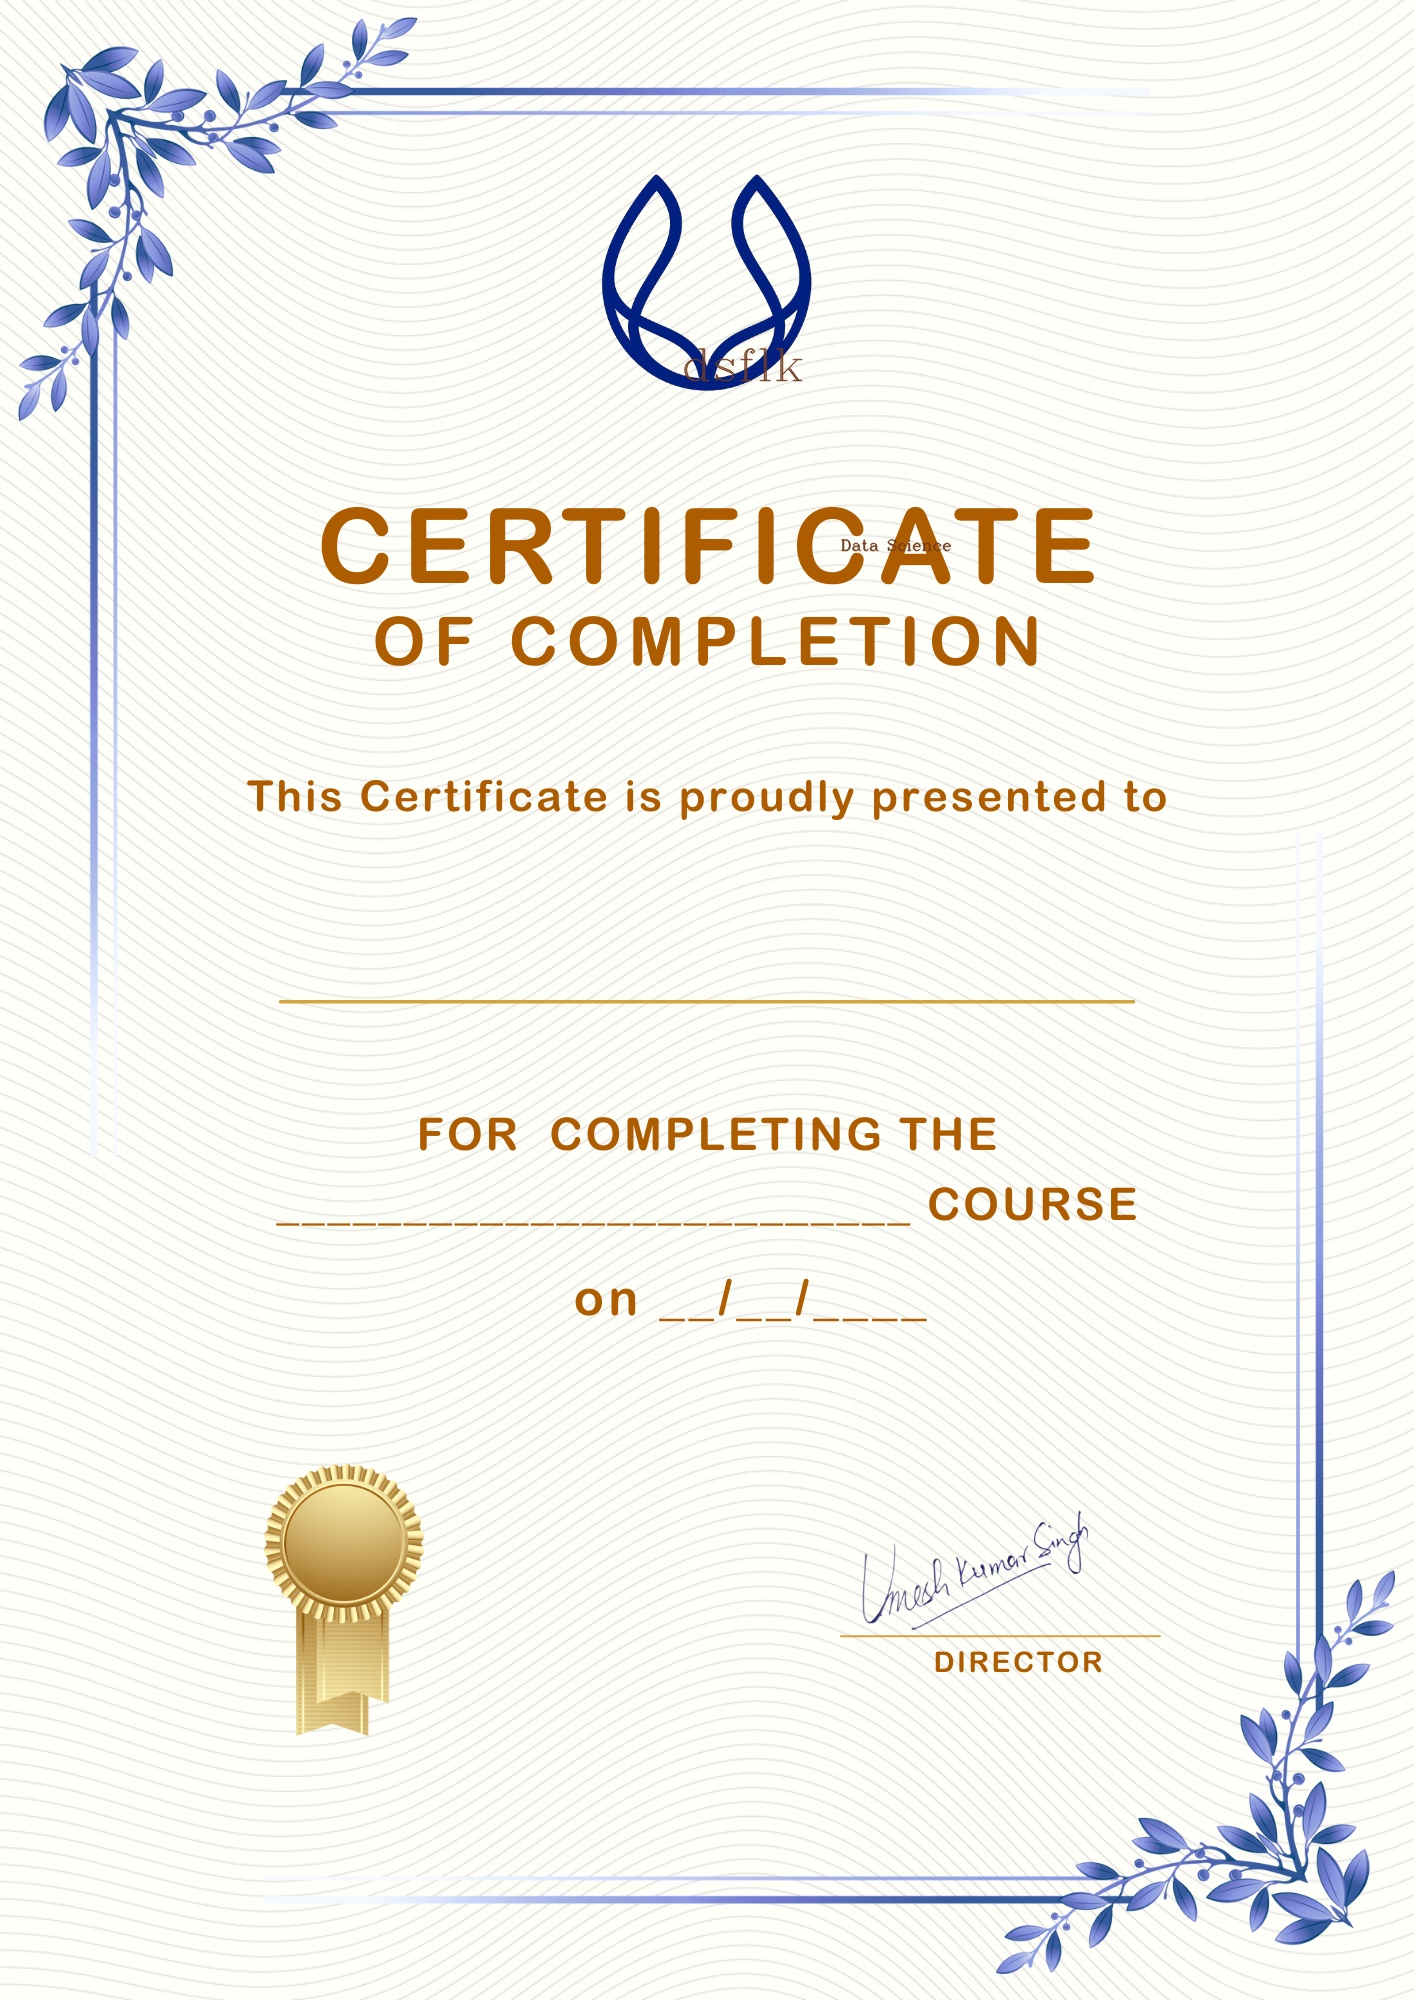 dsflk
CERTIFICATE
Data Science
OF COMPLETION
This Certificate is proudly presented to
FOR COMPLETING THE
_________________________ COURSE
on __/__/____
Umesh Kumar Singh
DIRECTOR